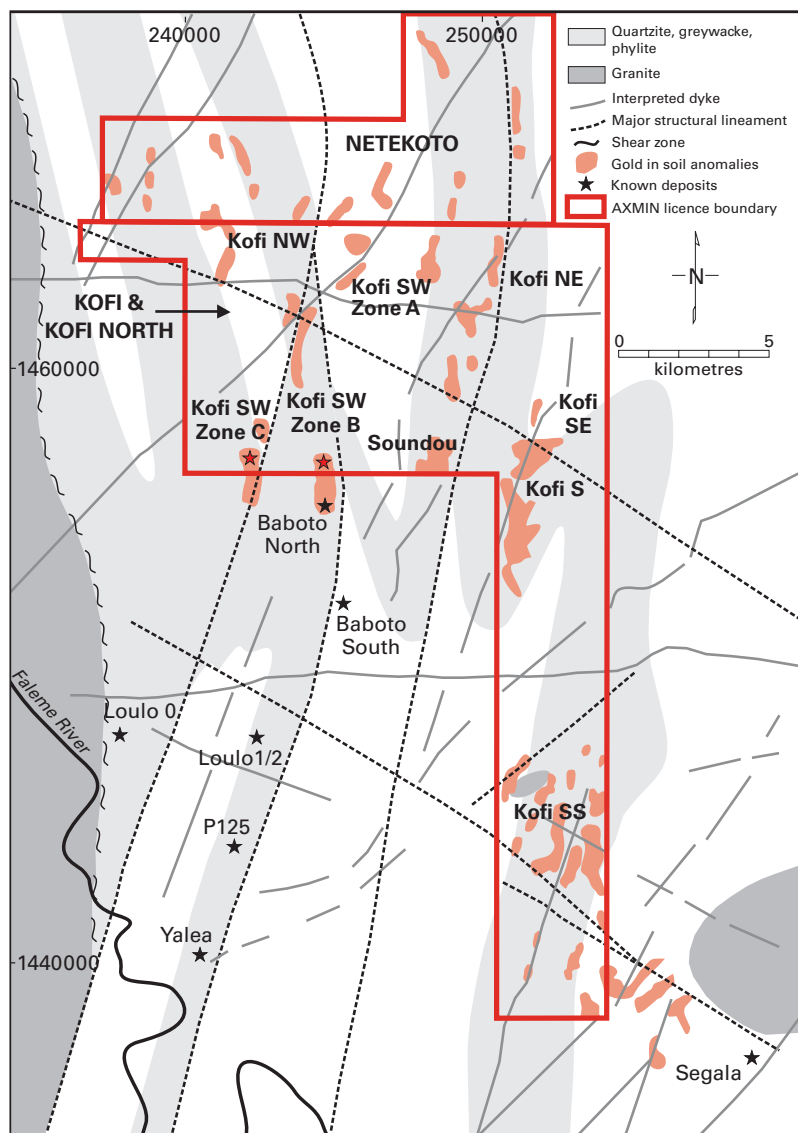 240000
250000
Quartzite, greywacke,
phylite
Granite
Interpreted dyke
Major structural lineament
Shear zone
Gold in soil anomalies
Known deposits
AXMIN licence boundary
NETEKOTO
Kofi NW
Kofi SW
Zone A
Kofi NE
N
KOFI &
KOFI NORTH
0
5
kilometres
1460000
Kofi SW
Zone C
Kofi SW
Zone B
Soundou
Kofi
SE
Kofi S
Baboto
North
Baboto
South
Faleme River
Loulo 0
Loulo1/2
Kofi SS
P125
Yalea
1440000
Segala